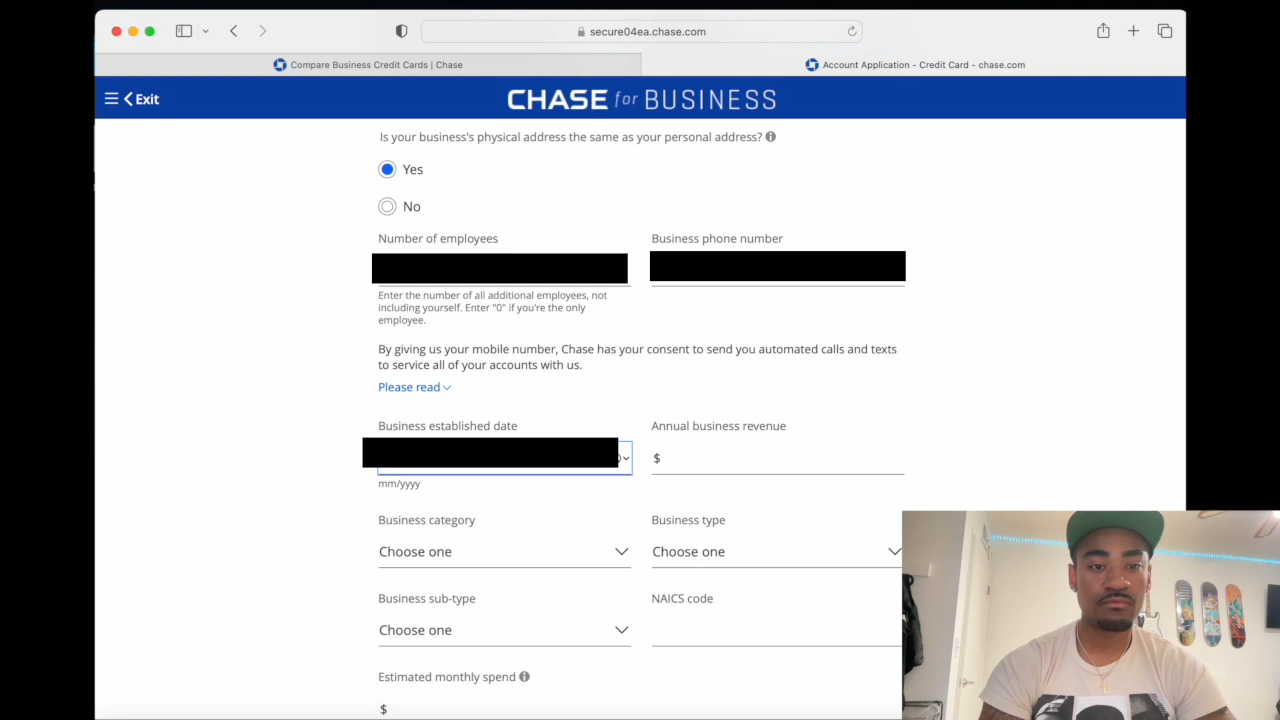 secure04ea.chase.com
Compare Business Credit Cards | Chase
Account Application - Credit Card - chase.com
Exit
CHASE for BUSINESS
Is your business's physical address the same as your personal address?
Yes
No
Number of employees
Business phone number
Enter the number of all additional employees, not
including yourself. Enter "0" if you're the only
employee.
By giving us your mobile number, Chase has your consent to send you automated calls and texts
to service all of your accounts with us.
Please read
Business established date
Annual business revenue
$
mm/yyyy
Business category
Business type
Choose one
Choose one
Business sub-type
NAICS code
Choose one
Estimated monthly spend
$